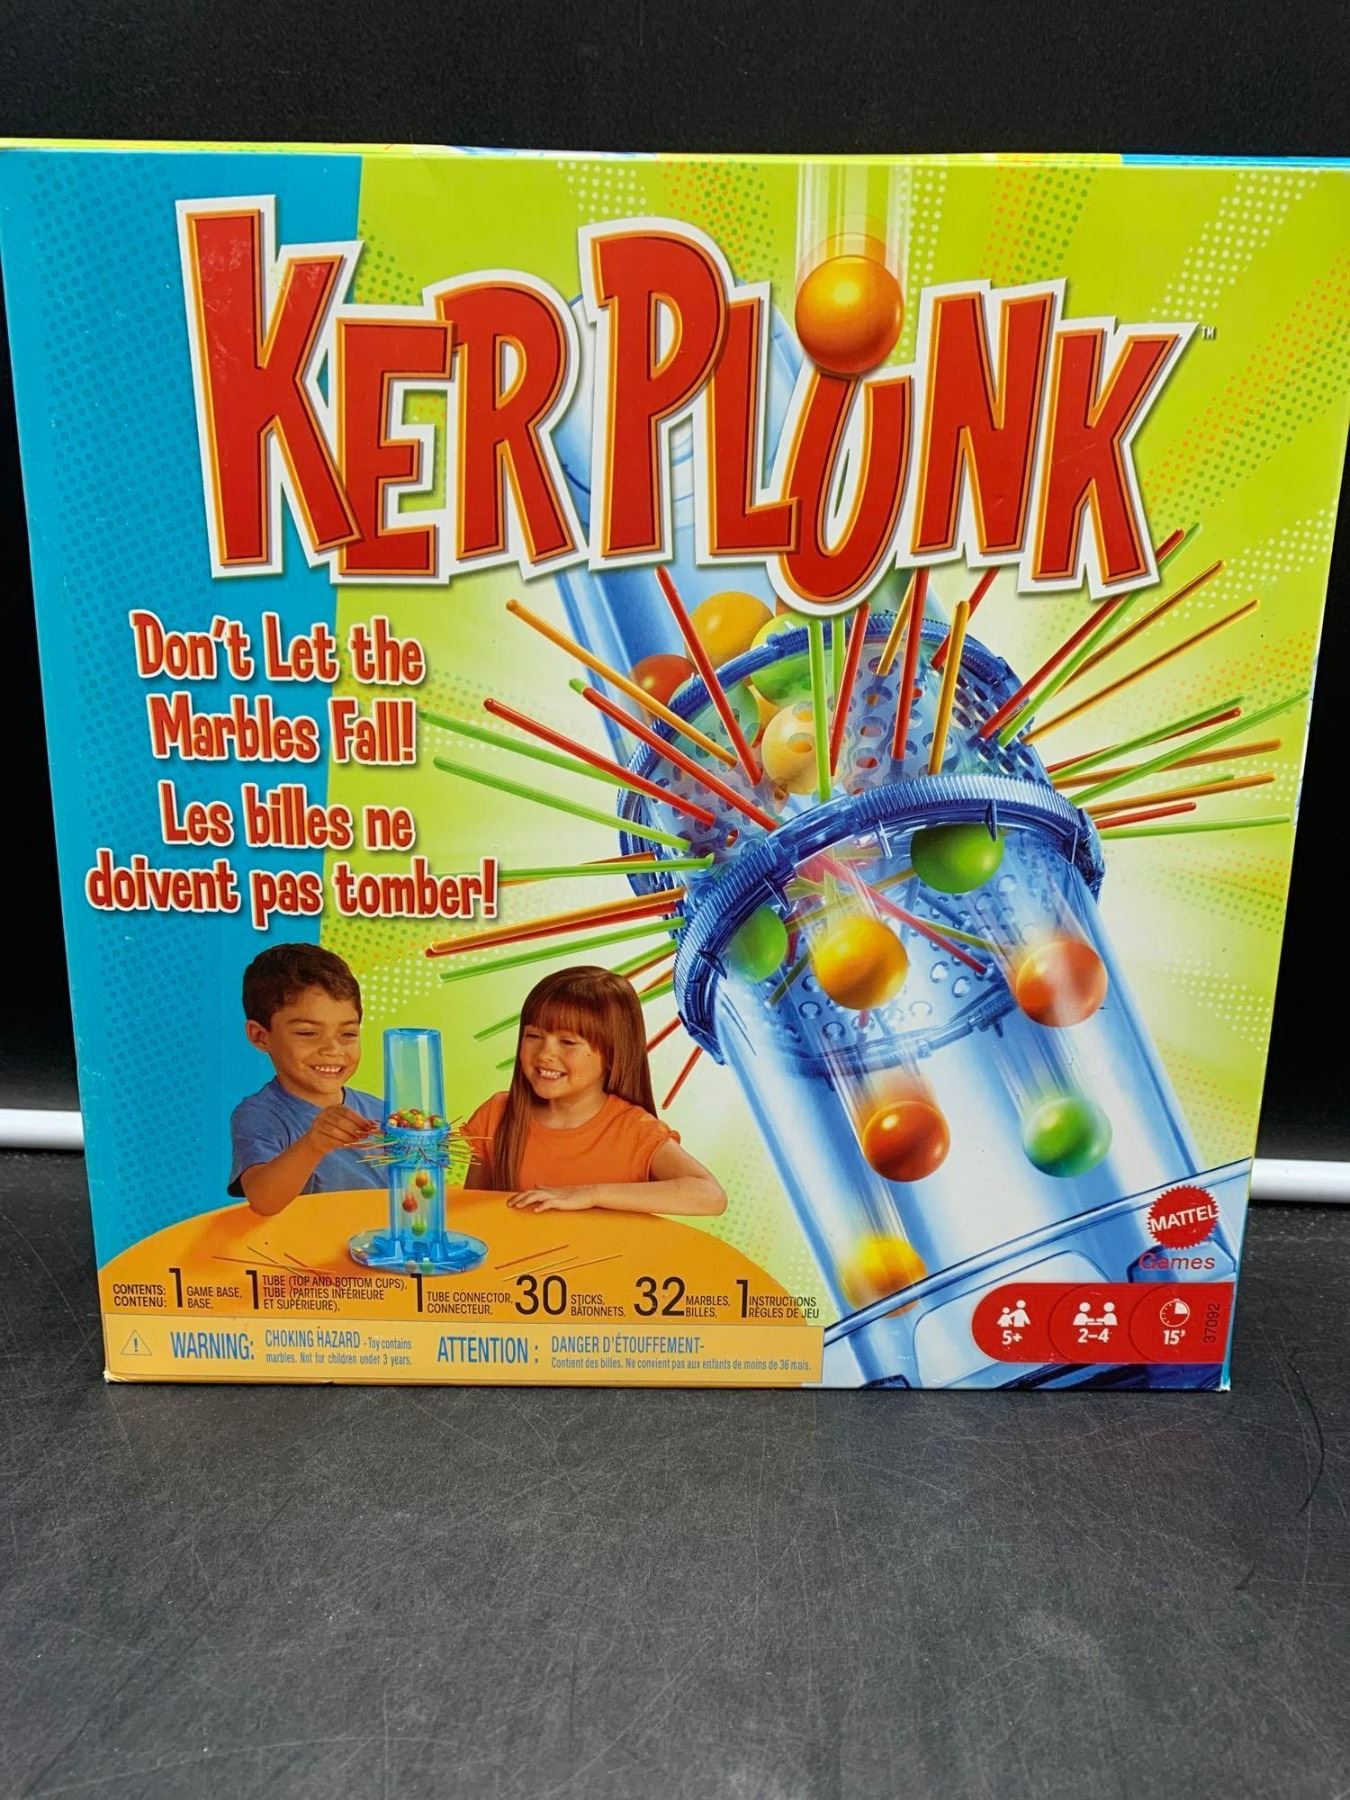 KERPLUNK™
Don't Let the
Marbles Fall!
Les billes ne
doivent pas tomber!
MATTEL
Games
CONTENTS:
CONTENU:
1 GAME BASE,
BASE,
1 TUBE (TOP AND BOTTOM CUPS),
TUBE (PARTIES INFÉRIEURE
ET SUPÉRIEURE),
1 TUBE CONNECTOR,
CONNECTEUR,
30 STICKS,
BÂTONNETS,
32 MARBLES,
BILLES,
1 INSTRUCTIONS
RÈGLES DE JEU
WARNING: CHOKING HAZARD - Toy contains
marbles. Not for children under 3 years.
ATTENTION : DANGER D'ÉTOUFFEMENT-
Contient des billes. Ne convient pas aux enfants de moins de 36 mois.
5+
2-4
15'
37092